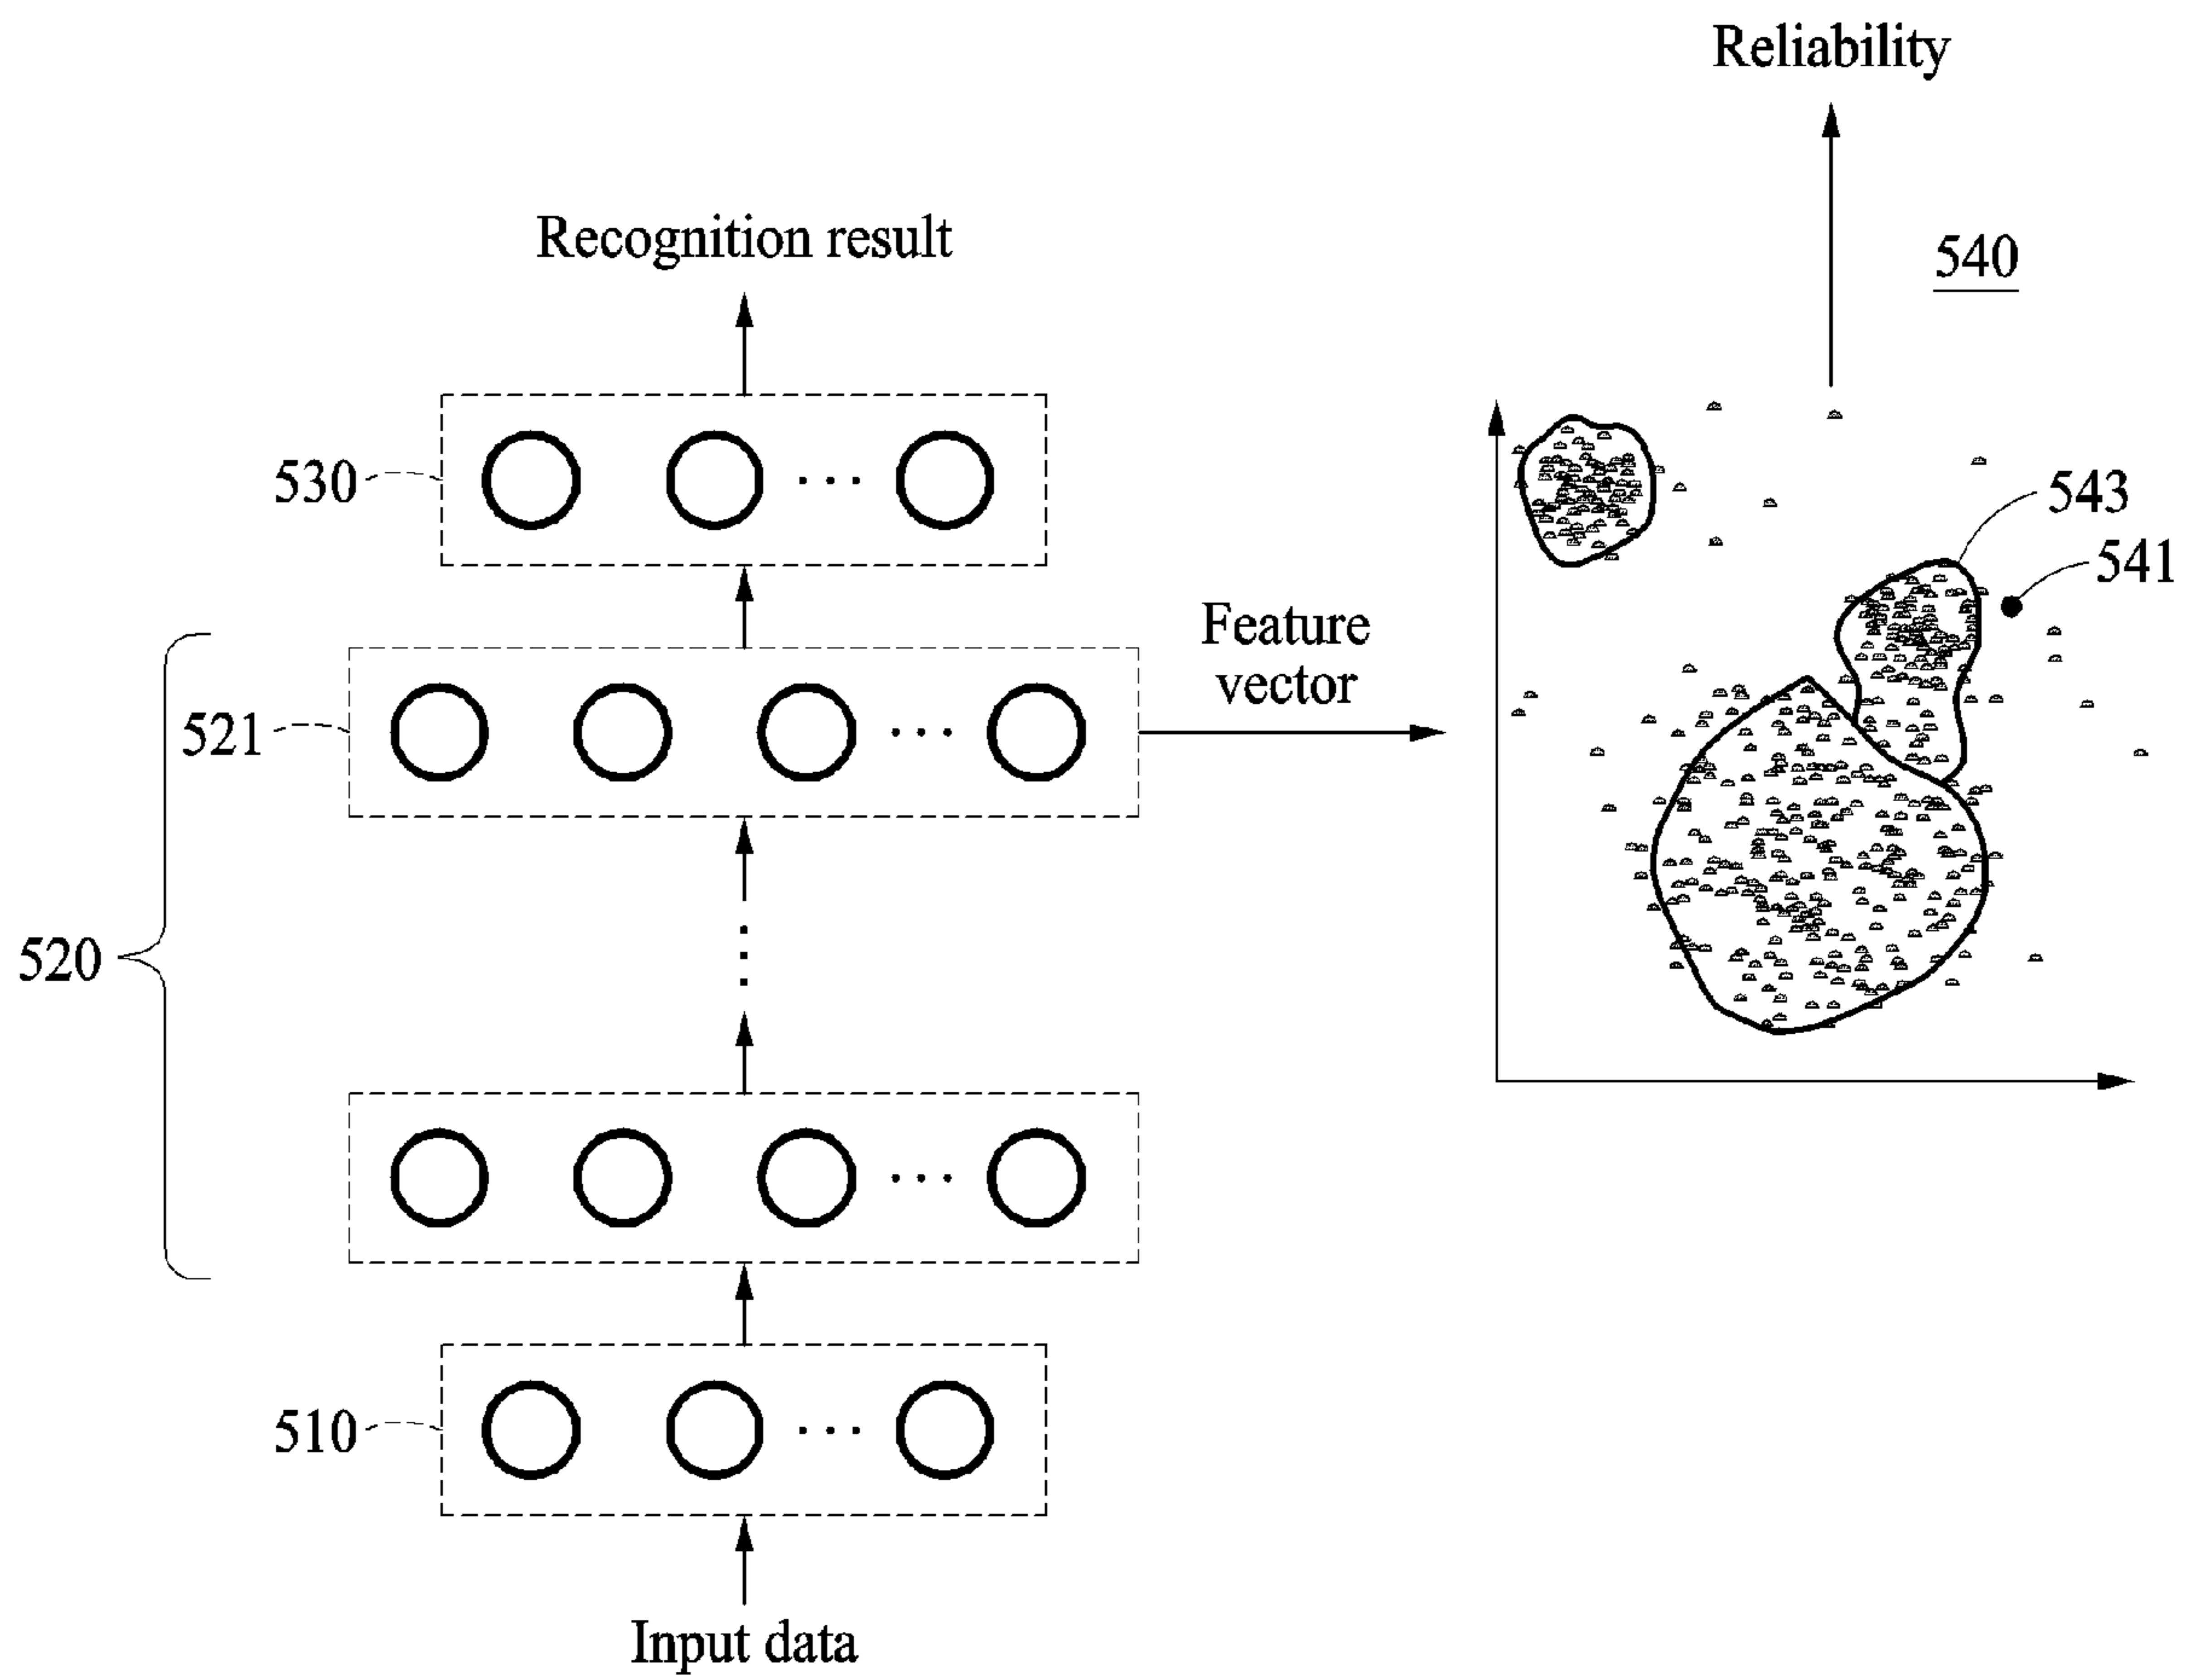 Reliability
Recognition result
540
530
543
541
Feature
vector
521
520
510
Input data